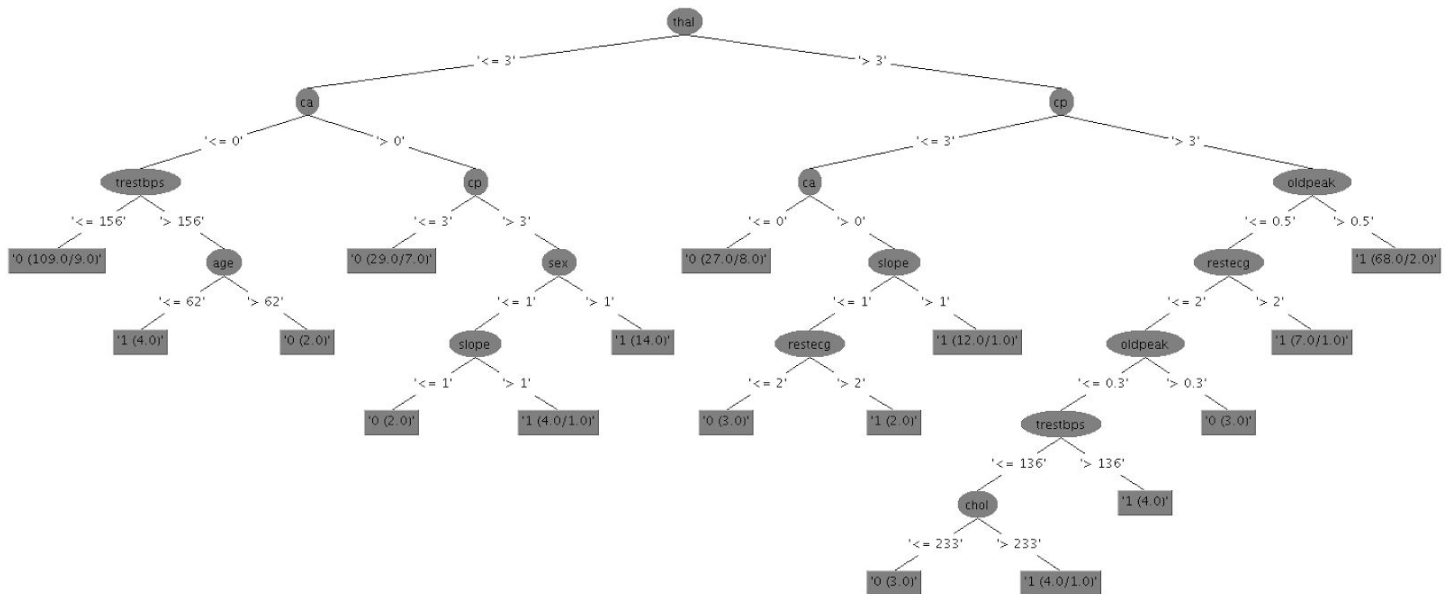 thal
'<= 3' '> 3'
ca cp
'<= 0' '> 0' '<= 3' '> 3'
trestbps cp ca oldpeak
'<= 156' '> 156' '<= 3' '> 3' '<= 0' '> 0' '<= 0.5' '> 0.5'
'0 (109.0/9.0)' age '0 (29.0/7.0)' sex '0 (27.0/8.0)' slope restecg '1 (68.0/2.0)'
'<= 62' '> 62' '<= 1' '> 1' '<= 1' '> 1' '<= 2' '> 2'
'1 (4.0)' '0 (2.0)' slope '1 (14.0)' restecg '1 (12.0/1.0)' oldpeak '1 (7.0/1.0)'
'<= 1' '> 1' '<= 2' '> 2' '<= 0.3' '> 0.3'
'0 (2.0)' '1 (4.0/1.0)' '0 (3.0)' '1 (2.0)' trestbps '0 (3.0)'
'<= 136' '> 136'
chol '1 (4.0)'
'<= 233' '> 233'
'0 (3.0)' '1 (4.0/1.0)'